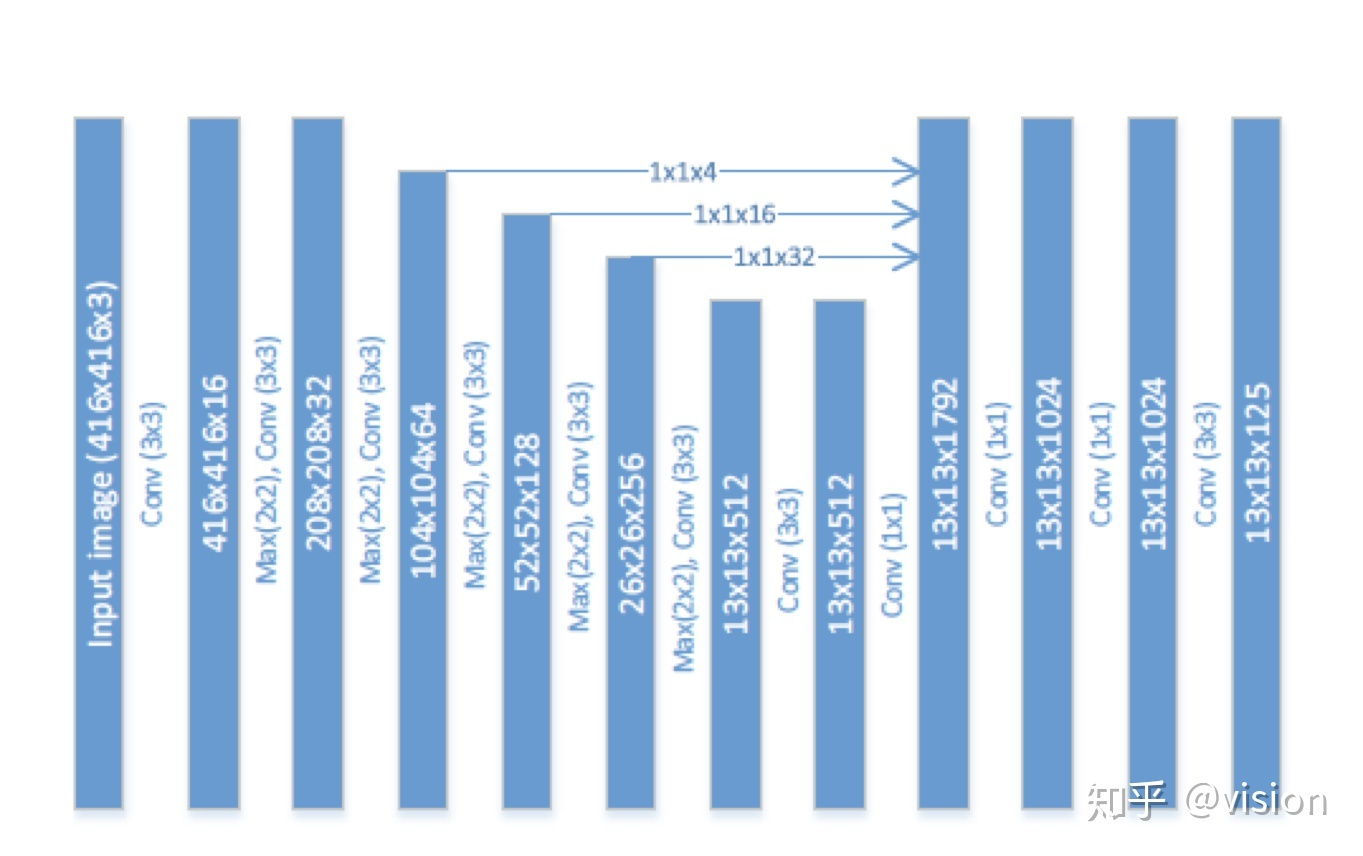 Input image (416x416x3)
Conv (3x3)
416x416x16
Max(2x2), Conv (3x3)
208x208x32
Max(2x2), Conv (3x3)
104x104x64
Max(2x2), Conv (3x3)
52x52x128
Max(2x2), Conv (3x3)
26x26x256
Max(2x2), Conv (3x3)
13x13x512
Conv (3x3)
13x13x512
Conv (1x1)
1x1x4
1x1x16
1x1x32
13x13x1792
Conv (1x1)
13x13x1024
Conv (1x1)
13x13x1024
Conv (3x3)
13x13x125
知乎 @vision